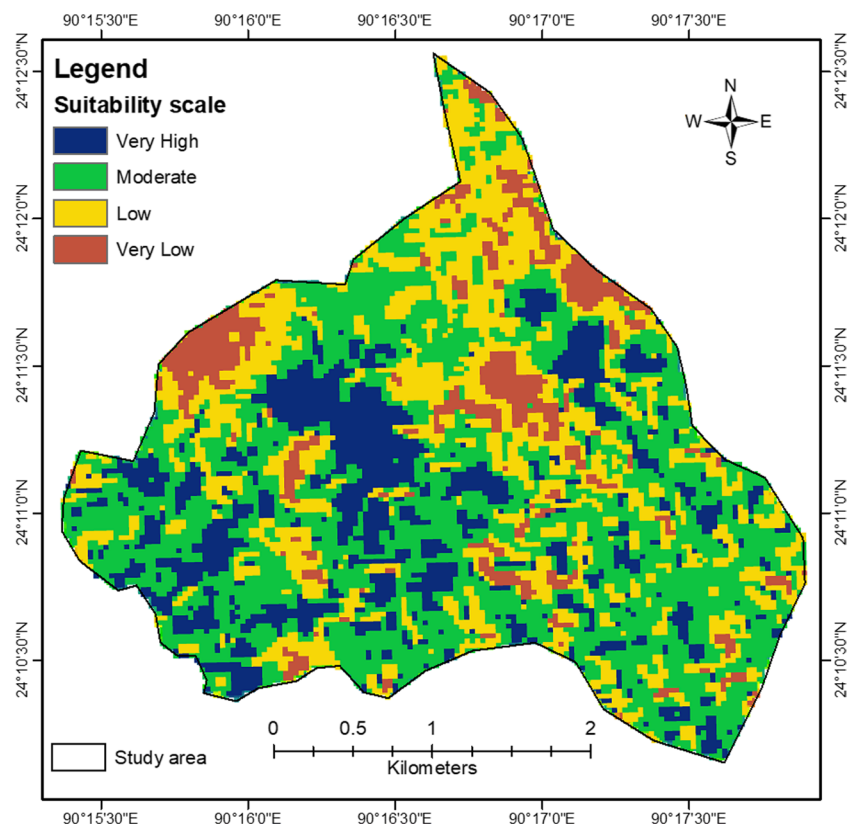 90°15'30"E 90°16'0"E 90°16'30"E 90°17'0"E 90°17'30"E
24°12'30"N 24°12'30"N
Legend
Suitability scale
Very High
Moderate
Low
Very Low
N
W E
S
24°12'0"N 24°12'0"N
24°11'30"N 24°11'30"N
24°11'0"N 24°11'0"N
24°10'30"N 24°10'30"N
0 0.5 1 2
Kilometers
Study area
90°15'30"E 90°16'0"E 90°16'30"E 90°17'0"E 90°17'30"E